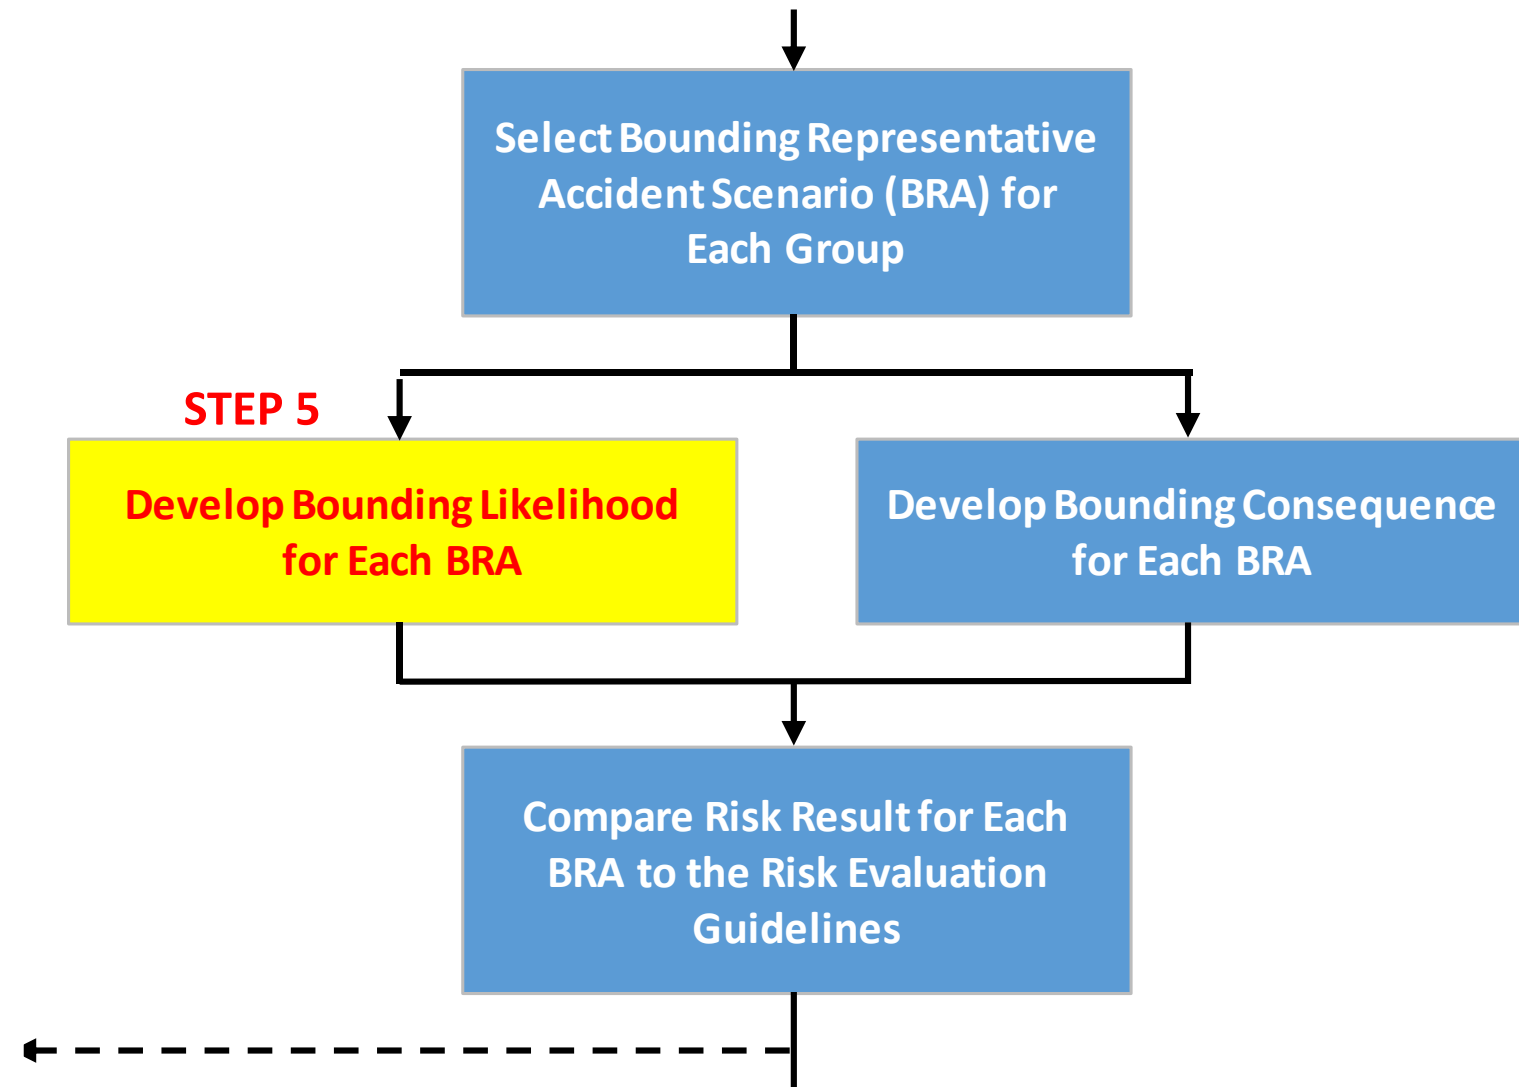 Select Bounding Representative
Accident Scenario (BRA) for
Each Group
STEP 5
Develop Bounding Likelihood
for Each BRA
Develop Bounding Consequence
for Each BRA
Compare Risk Result for Each
BRA to the Risk Evaluation
Guidelines